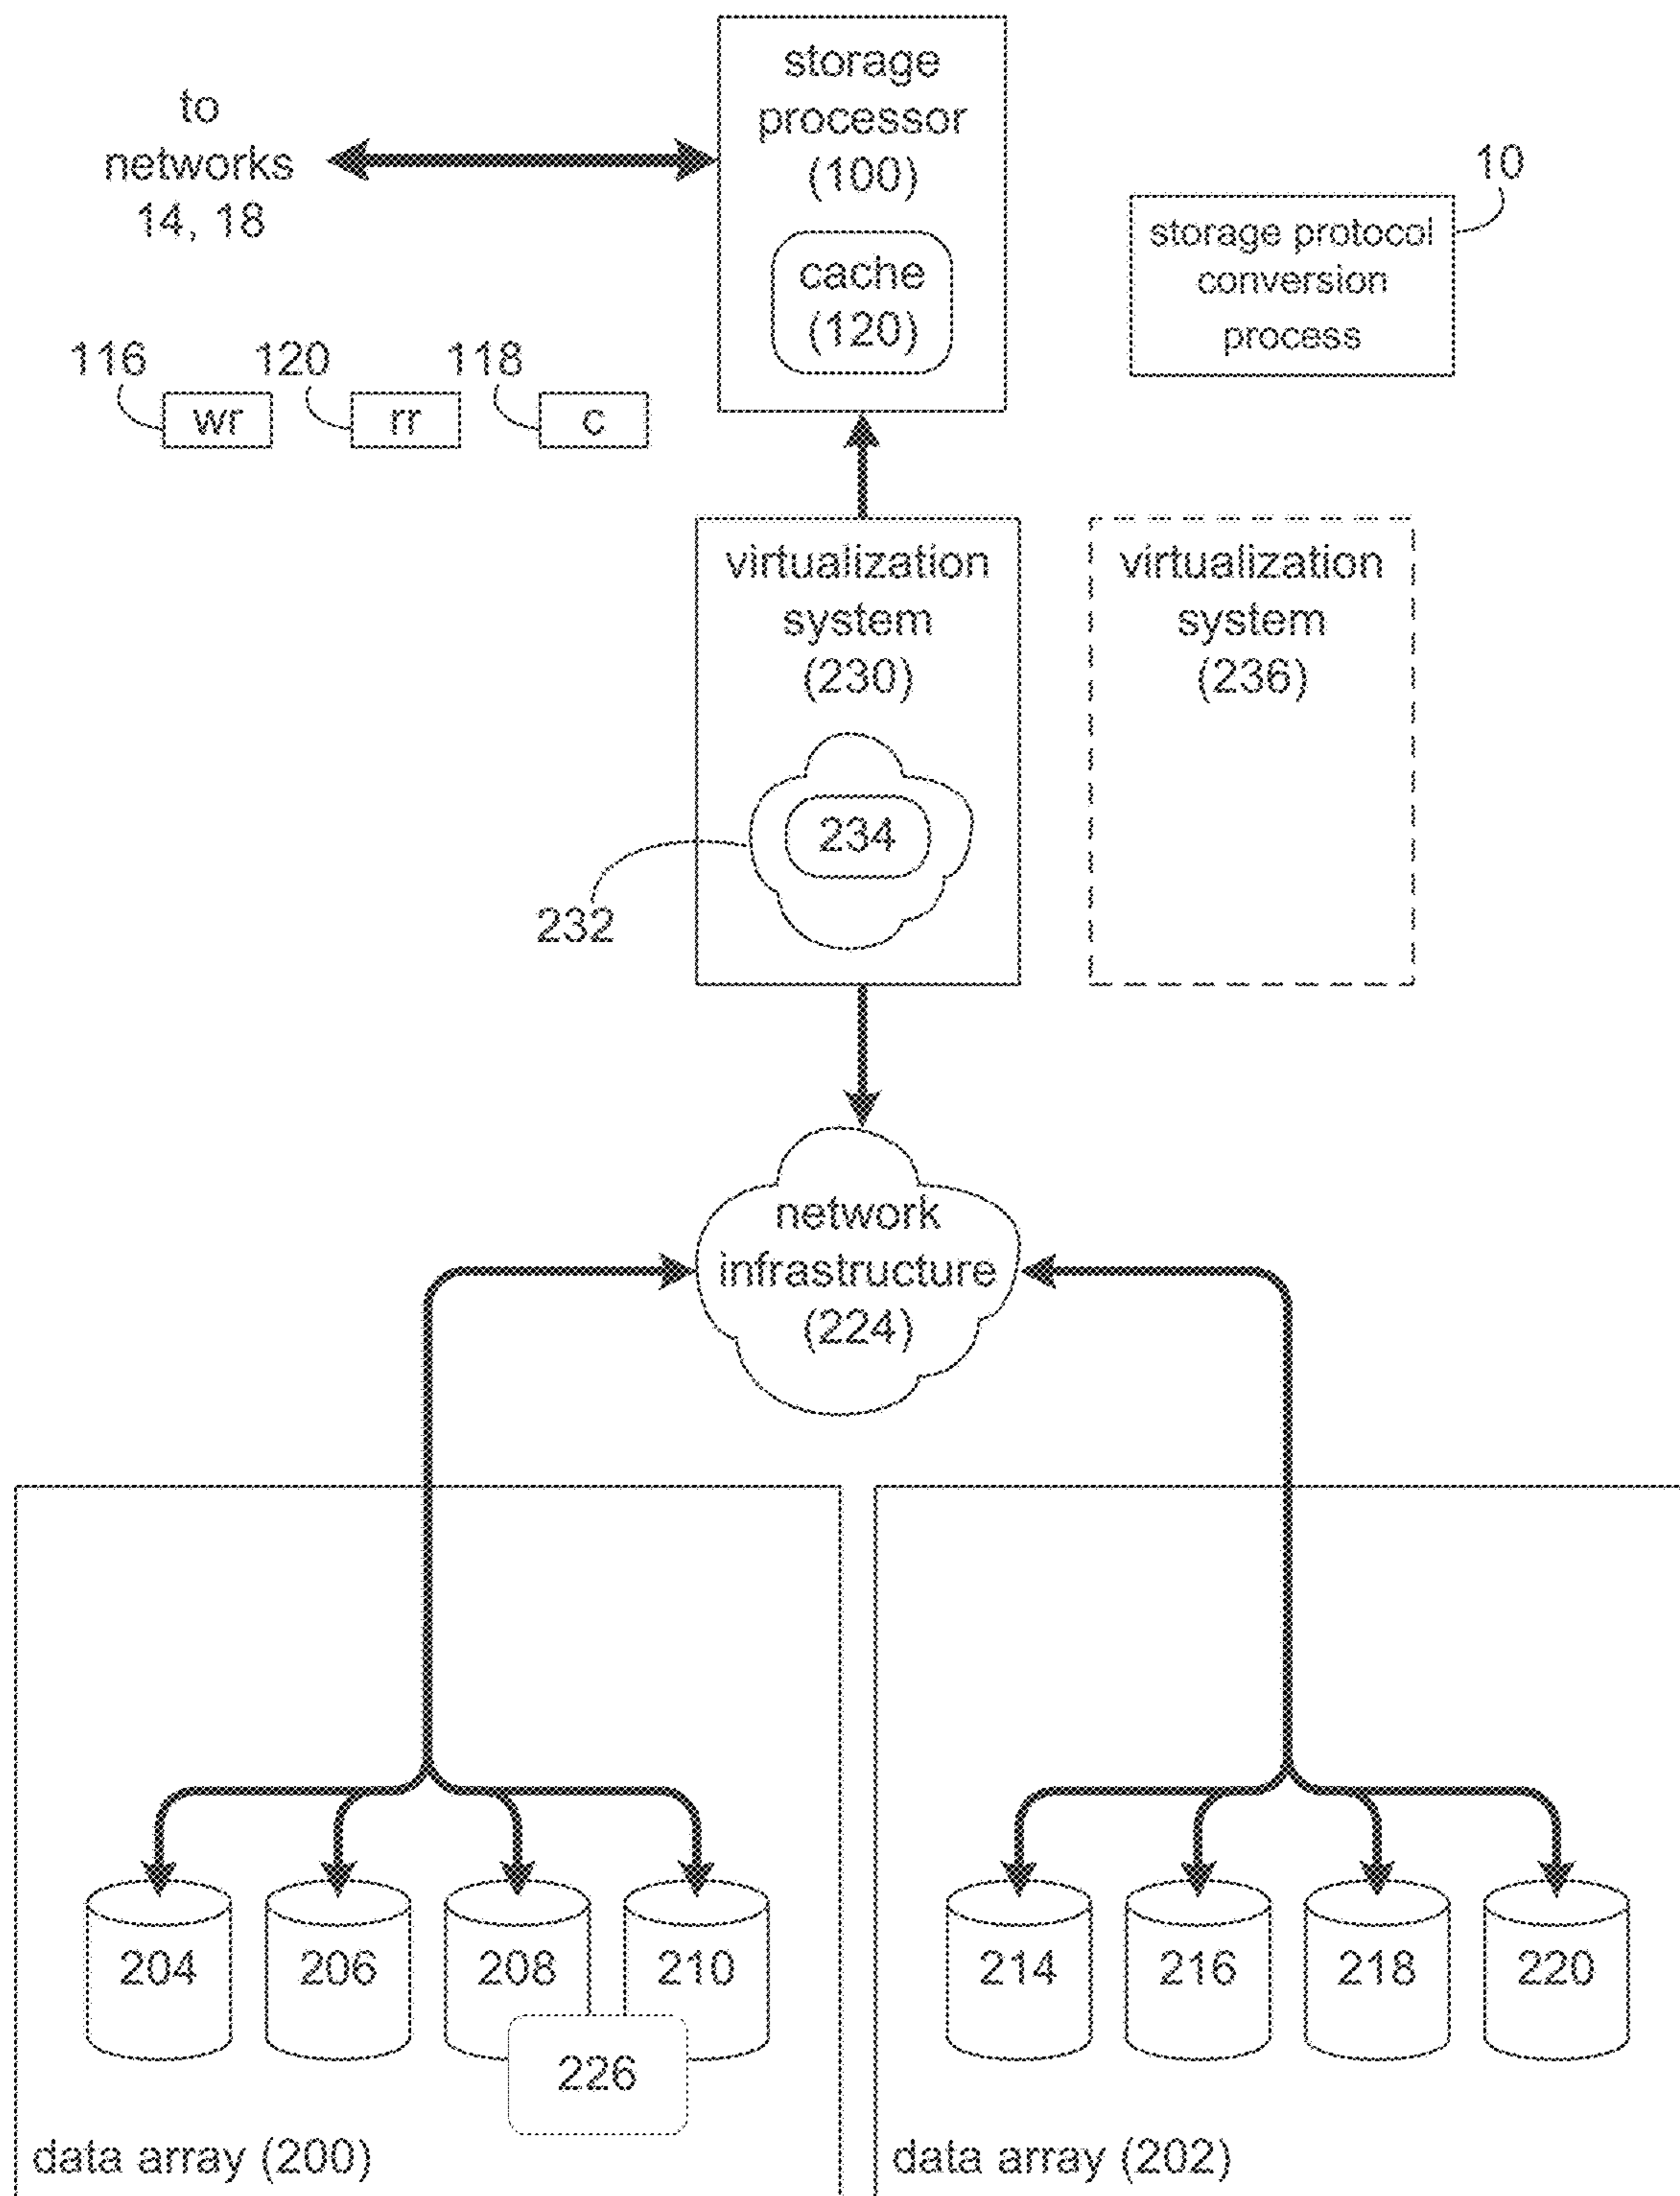 to
networks
14, 18
storage
processor
(100)
cache
(120)
10
storage protocol
conversion
process
116
wr
120
rr
118
c
virtualization
system
(230)
234
232
virtualization
system
(236)
network
infrastructure
(224)
204
206
208
210
226
data array (200)
214
216
218
220
data array (202)